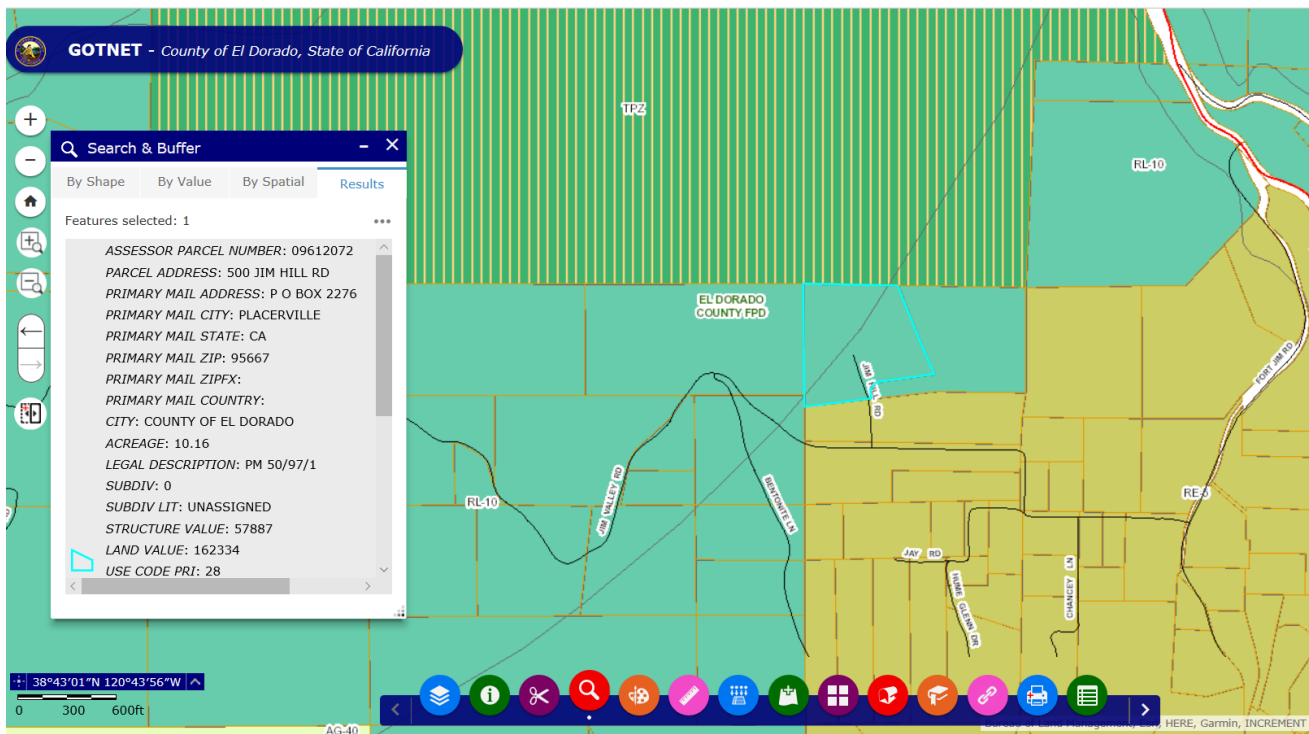 GOTNET - County of El Dorado, State of California
TPZ
RL-10
Search & Buffer
By Shape
By Value
By Spatial
Results
Features selected: 1
ASSESSOR PARCEL NUMBER: 09612072
PARCEL ADDRESS: 500 JIM HILL RD
PRIMARY MAIL ADDRESS: P O BOX 2276
PRIMARY MAIL CITY: PLACERVILLE
PRIMARY MAIL STATE: CA
PRIMARY MAIL ZIP: 95667
PRIMARY MAIL ZIPFX:
PRIMARY MAIL COUNTRY:
CITY: COUNTY OF EL DORADO
ACREAGE: 10.16
LEGAL DESCRIPTION: PM 50/97/1
SUBDIV: 0
SUBDIV LIT: UNASSIGNED
STRUCTURE VALUE: 57887
LAND VALUE: 162334
USE CODE PRI: 28
EL DORADO
COUNTY FPD
JIM HILL RD
FORT JIM RD
RL-10
JIM VALLEY RD
BENTONITE LN
RE-5
JAY RD
HUME GLENN DR
CHANCEY LN
38°43'01"N 120°43'56"W
0 300 600ft
AG-40
Bureau of Land Management, Esri, HERE, Garmin, INCREMENT